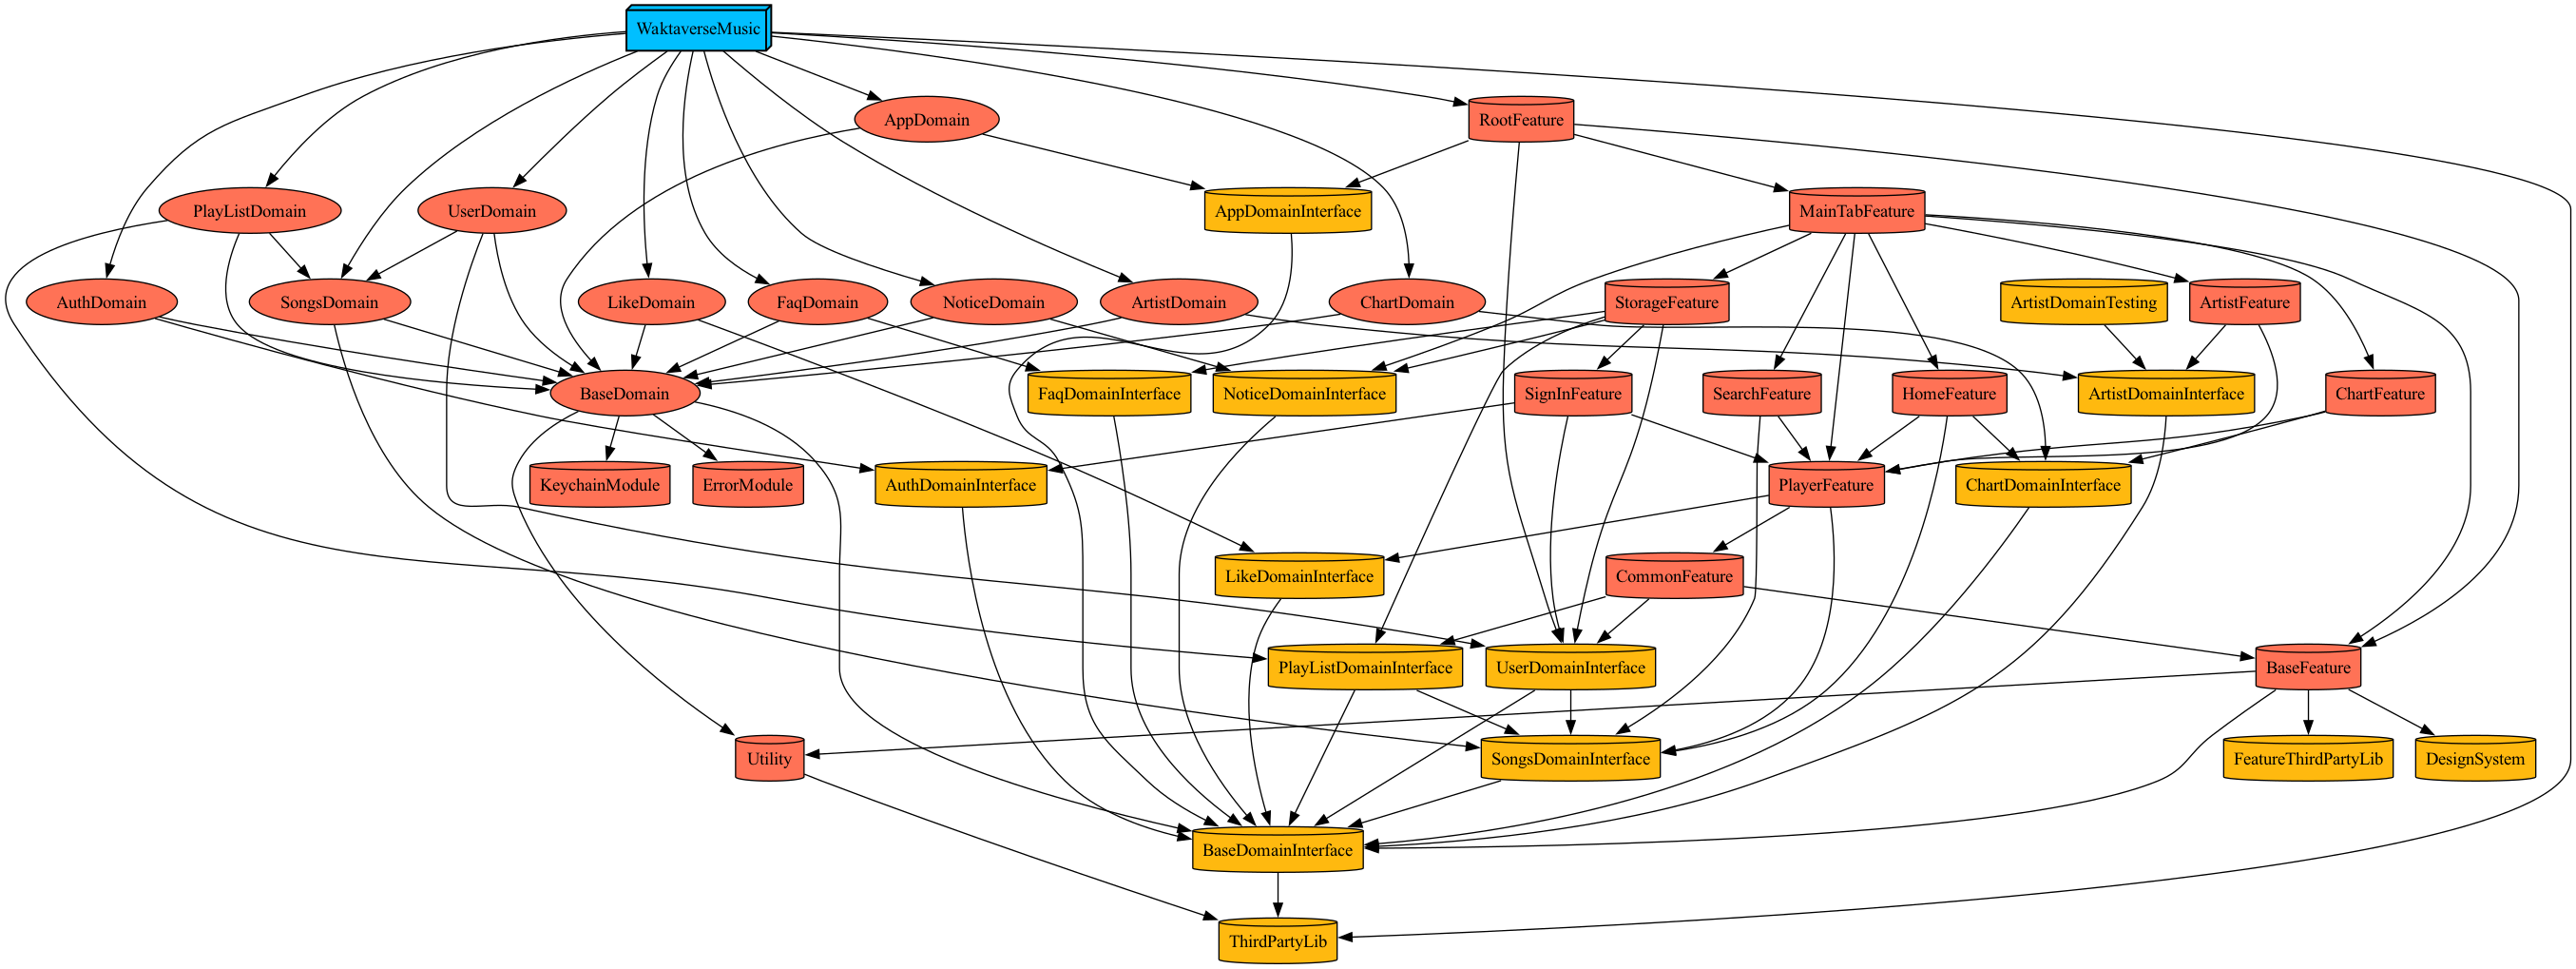 WaktaverseMusic
AppDomain
RootFeature
PlayListDomain
UserDomain
AppDomainInterface
MainTabFeature
AuthDomain
SongsDomain
LikeDomain
FaqDomain
NoticeDomain
ArtistDomain
ChartDomain
StorageFeature
ArtistDomainTesting
ArtistFeature
BaseDomain
FaqDomainInterface
NoticeDomainInterface
SignInFeature
SearchFeature
HomeFeature
ArtistDomainInterface
ChartFeature
KeychainModule
ErrorModule
AuthDomainInterface
PlayerFeature
ChartDomainInterface
LikeDomainInterface
CommonFeature
PlayListDomainInterface
UserDomainInterface
BaseFeature
Utility
SongsDomainInterface
FeatureThirdPartyLib
DesignSystem
BaseDomainInterface
ThirdPartyLib